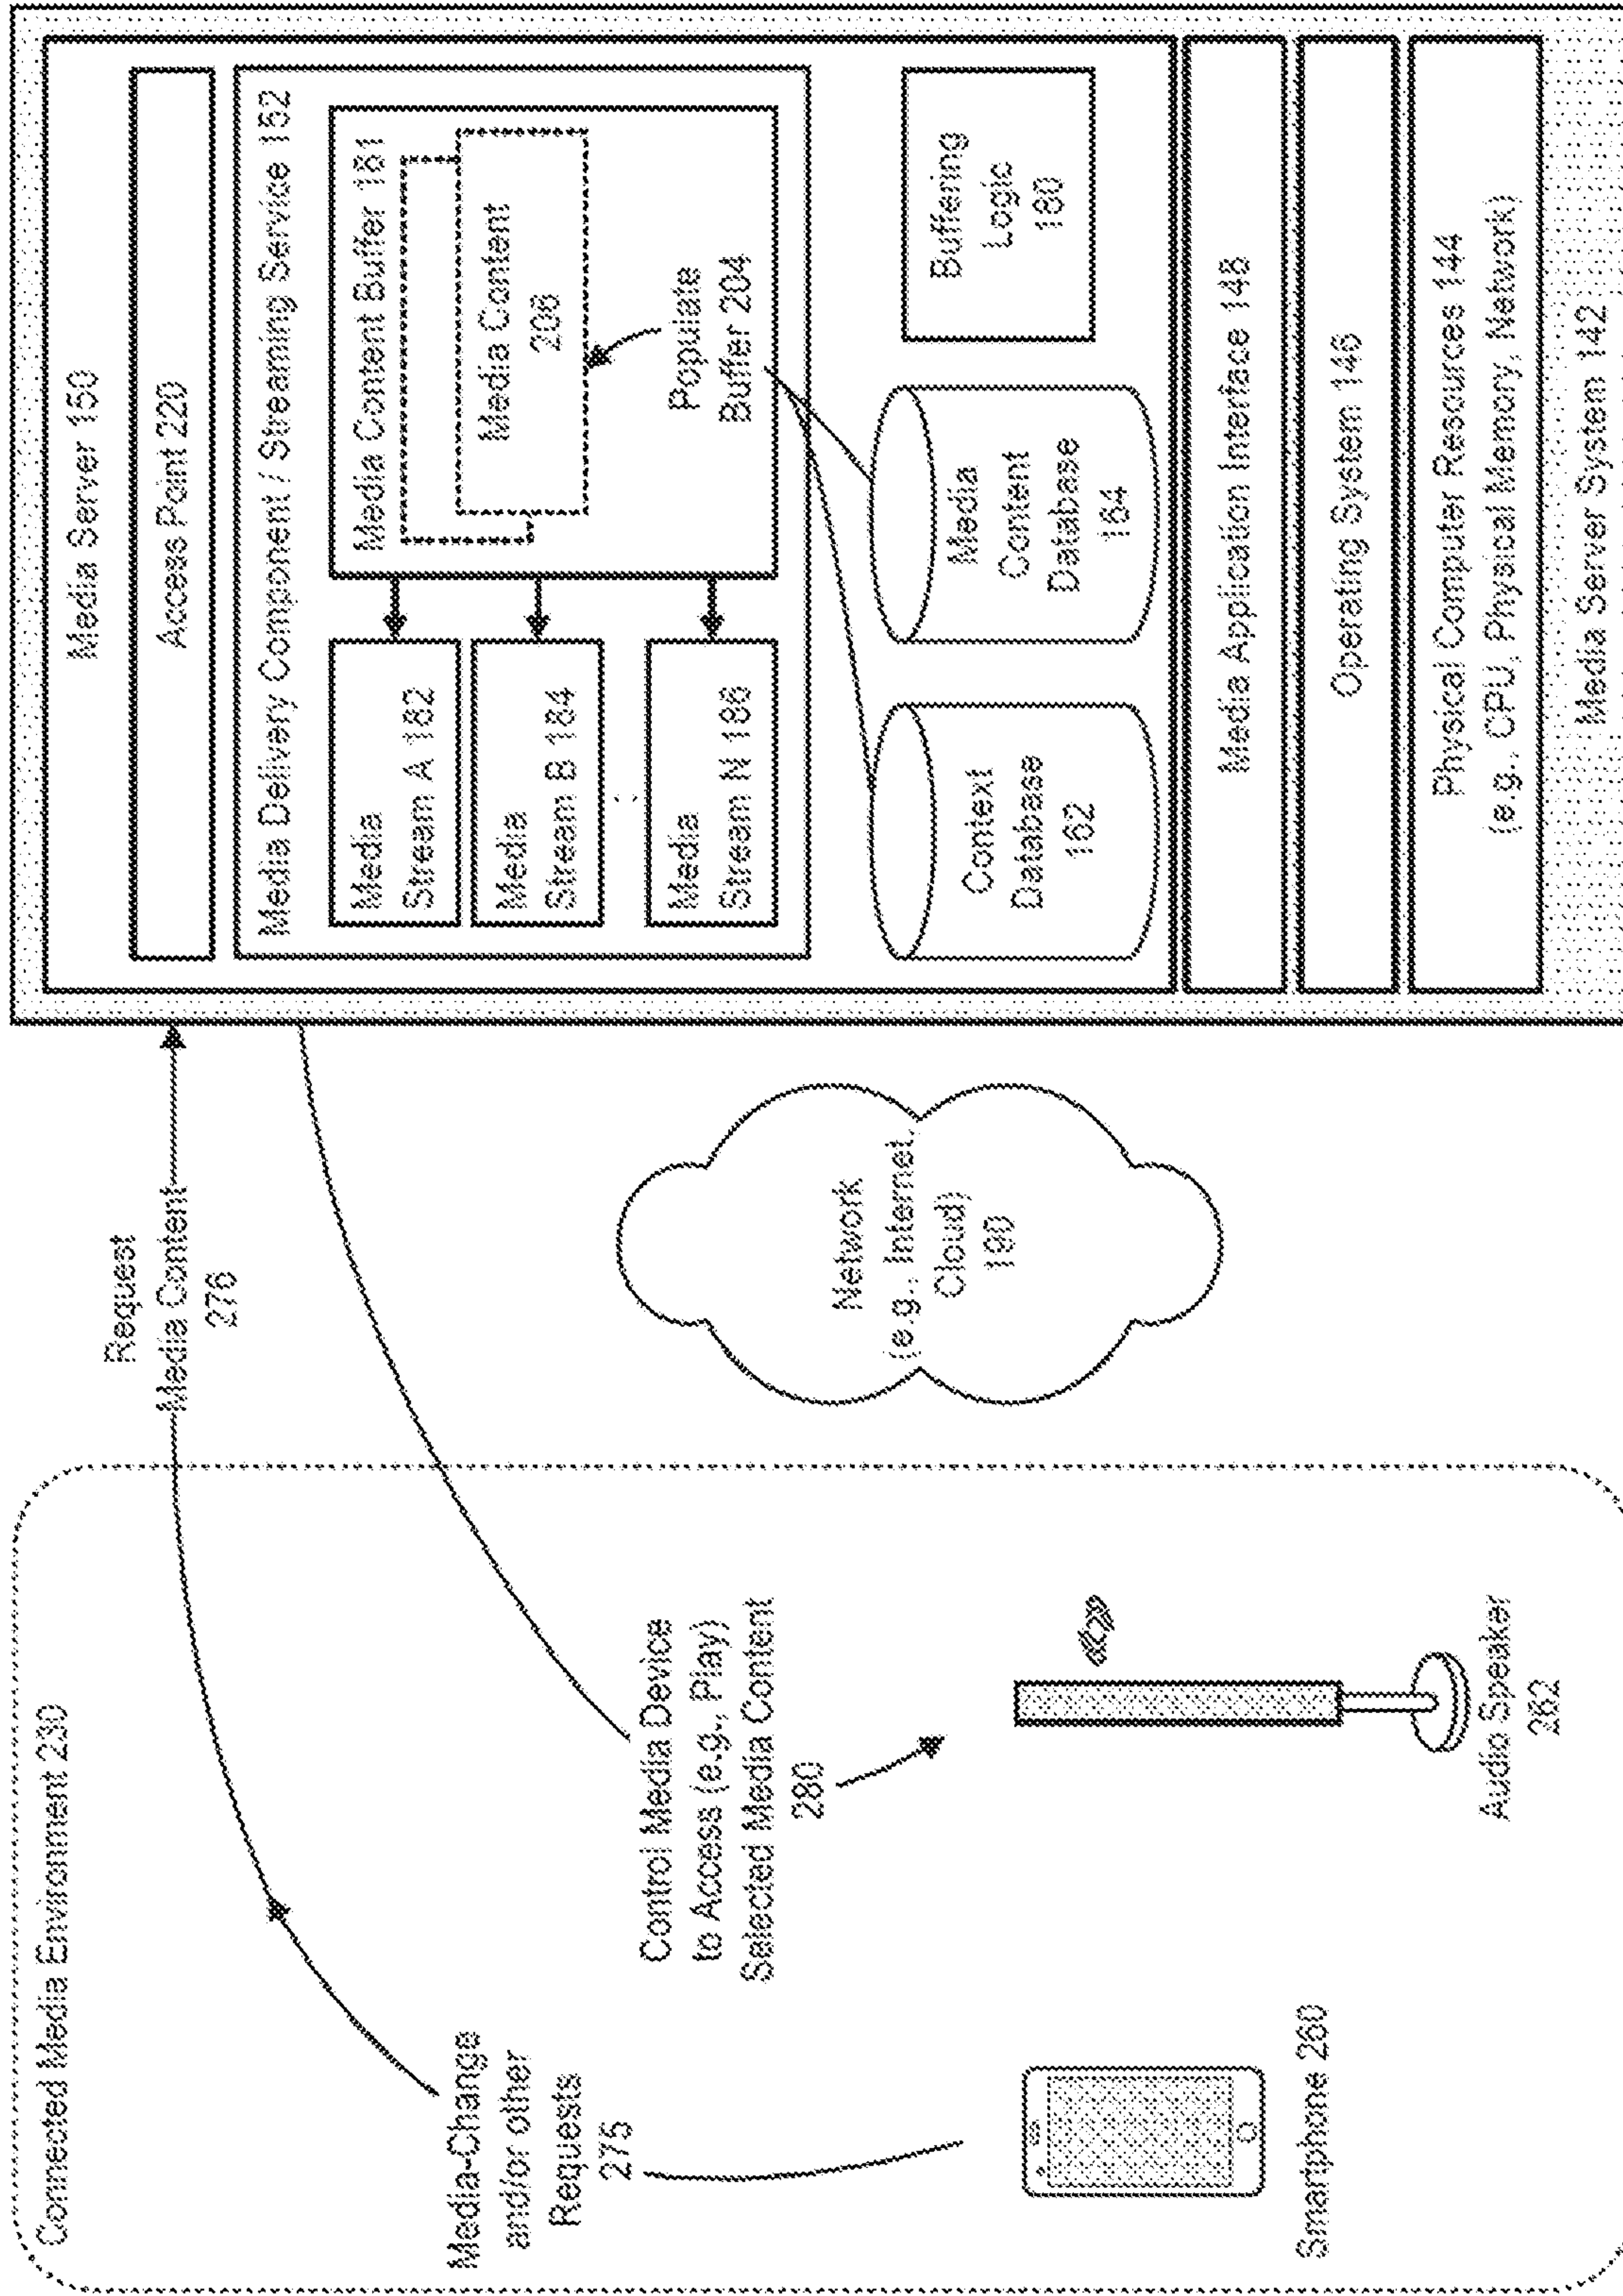 Connected Media Environment 230
Media-Change
and/or other
Requests
275
Smartphone 260
Control Media Device
to Access (e.g., Play)
Selected Media Content
280
Audio Speaker
262
Request
Media Content
276
Network
(e.g., Internet,
Cloud)
190
Media Server 150
Access Point 220
Media Delivery Component / Streaming Service 152
Media
Stream A 182
Media
Stream B 184
Media
Stream N 186
Media Content Buffer 181
Media Content
206
Populate
Buffer 204
Context
Database
162
Media
Content
Database
164
Buffering
Logic
180
Media Application Interface 148
Operating System 146
Physical Computer Resources 144
(e.g., CPU, Physical Memory, Network)
Media Server System 142